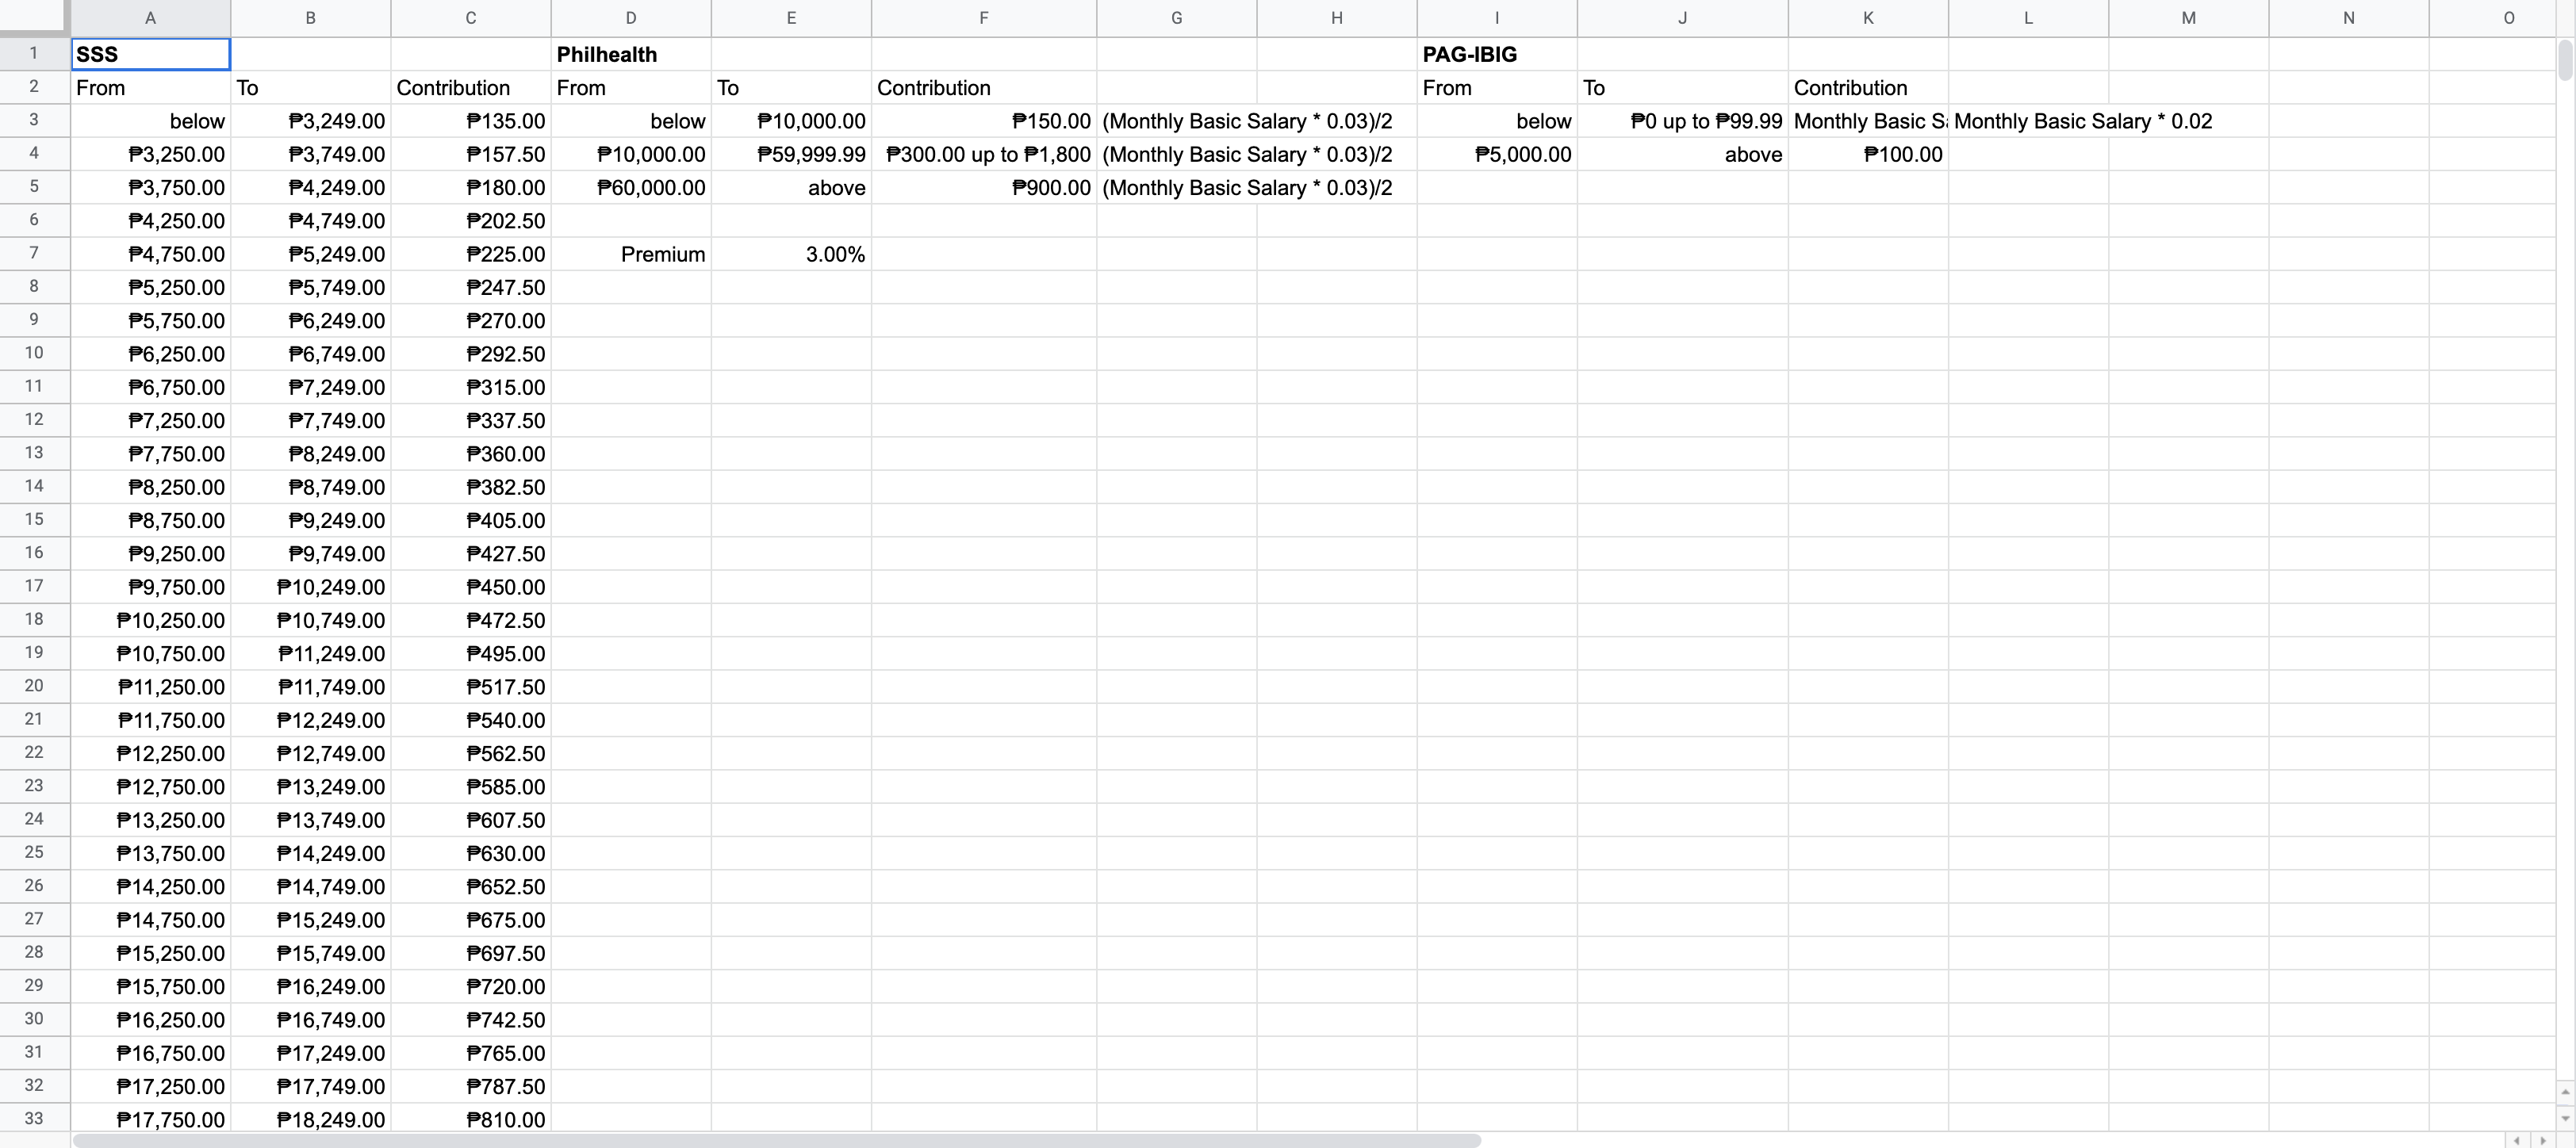 A B C D E F G H I J K L M N O
1 SSS Philhealth PAG-IBIG
2 From To Contribution From To Contribution From To Contribution
3 below ₱3,249.00 ₱135.00 below ₱10,000.00 ₱150.00 (Monthly Basic Salary * 0.03)/2 below ₱0 up to ₱99.99 Monthly Basic Sa Monthly Basic Salary * 0.02
4 ₱3,250.00 ₱3,749.00 ₱157.50 ₱10,000.00 ₱59,999.99 ₱300.00 up to ₱1,800 (Monthly Basic Salary * 0.03)/2 ₱5,000.00 above ₱100.00
5 ₱3,750.00 ₱4,249.00 ₱180.00 ₱60,000.00 above ₱900.00 (Monthly Basic Salary * 0.03)/2
6 ₱4,250.00 ₱4,749.00 ₱202.50
7 ₱4,750.00 ₱5,249.00 ₱225.00 Premium 3.00%
8 ₱5,250.00 ₱5,749.00 ₱247.50
9 ₱5,750.00 ₱6,249.00 ₱270.00
10 ₱6,250.00 ₱6,749.00 ₱292.50
11 ₱6,750.00 ₱7,249.00 ₱315.00
12 ₱7,250.00 ₱7,749.00 ₱337.50
13 ₱7,750.00 ₱8,249.00 ₱360.00
14 ₱8,250.00 ₱8,749.00 ₱382.50
15 ₱8,750.00 ₱9,249.00 ₱405.00
16 ₱9,250.00 ₱9,749.00 ₱427.50
17 ₱9,750.00 ₱10,249.00 ₱450.00
18 ₱10,250.00 ₱10,749.00 ₱472.50
19 ₱10,750.00 ₱11,249.00 ₱495.00
20 ₱11,250.00 ₱11,749.00 ₱517.50
21 ₱11,750.00 ₱12,249.00 ₱540.00
22 ₱12,250.00 ₱12,749.00 ₱562.50
23 ₱12,750.00 ₱13,249.00 ₱585.00
24 ₱13,250.00 ₱13,749.00 ₱607.50
25 ₱13,750.00 ₱14,249.00 ₱630.00
26 ₱14,250.00 ₱14,749.00 ₱652.50
27 ₱14,750.00 ₱15,249.00 ₱675.00
28 ₱15,250.00 ₱15,749.00 ₱697.50
29 ₱15,750.00 ₱16,249.00 ₱720.00
30 ₱16,250.00 ₱16,749.00 ₱742.50
31 ₱16,750.00 ₱17,249.00 ₱765.00
32 ₱17,250.00 ₱17,749.00 ₱787.50
33 ₱17,750.00 ₱18,249.00 ₱810.00